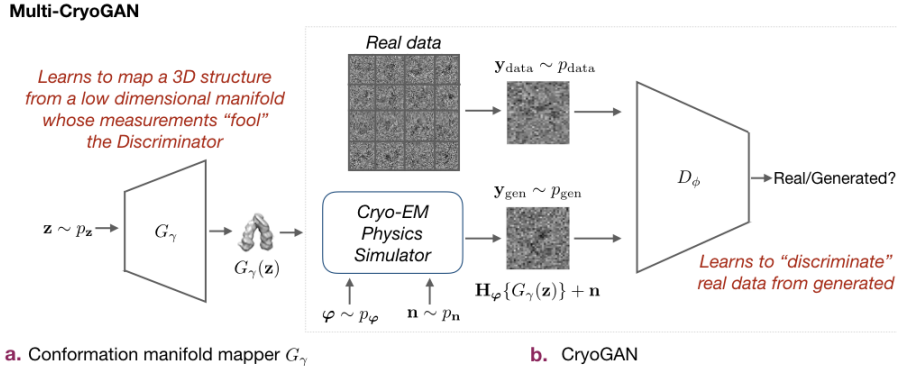 Multi-CryoGAN
Learns to map a 3D structure
from a low dimensional manifold
whose measurements “fool”
the Discriminator
z ∼ p_z
G_γ
G_γ(z)
Real data
y_data ∼ p_data
Cryo-EM
Physics
Simulator
y_gen ∼ p_gen
φ ∼ p_φ
n ∼ p_n
H_φ{G_γ(z)} + n
D_ϕ
Real/Generated?
Learns to “discriminate”
real data from generated
a. Conformation manifold mapper G_γ
b. CryoGAN